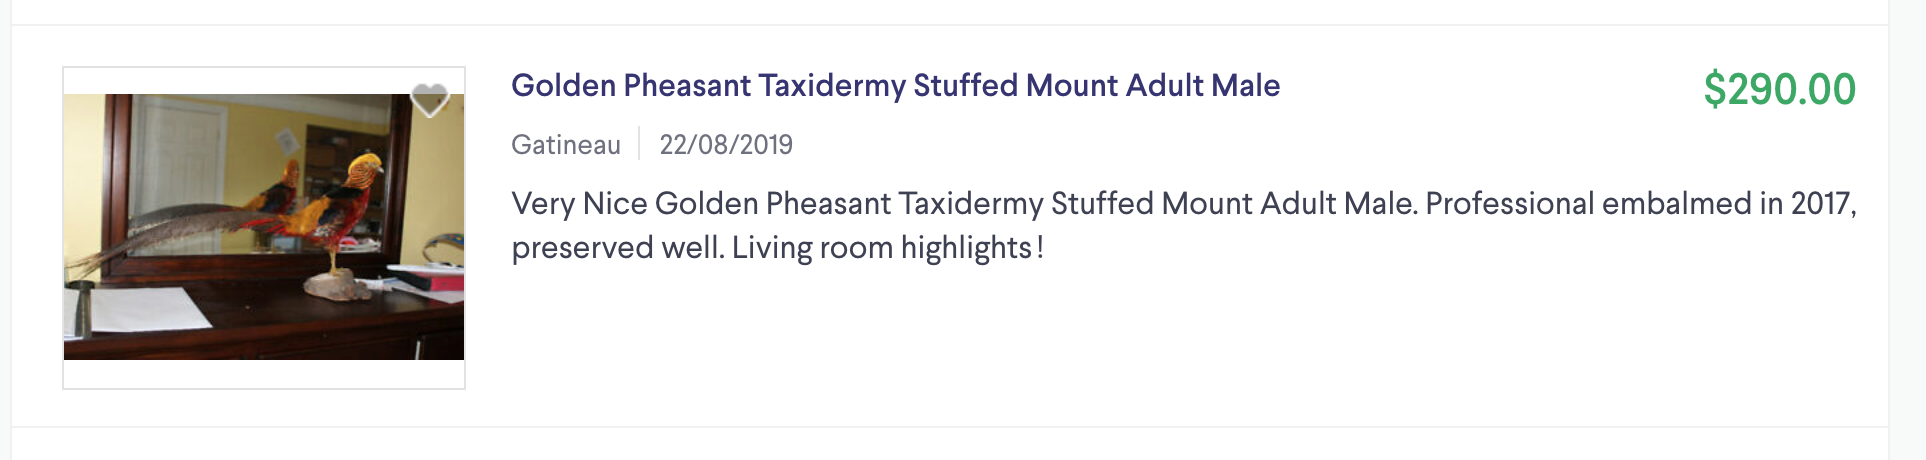 Golden Pheasant Taxidermy Stuffed Mount Adult Male
$290.00
Gatineau
22/08/2019
Very Nice Golden Pheasant Taxidermy Stuffed Mount Adult Male. Professional embalmed in 2017,
preserved well. Living room highlights!